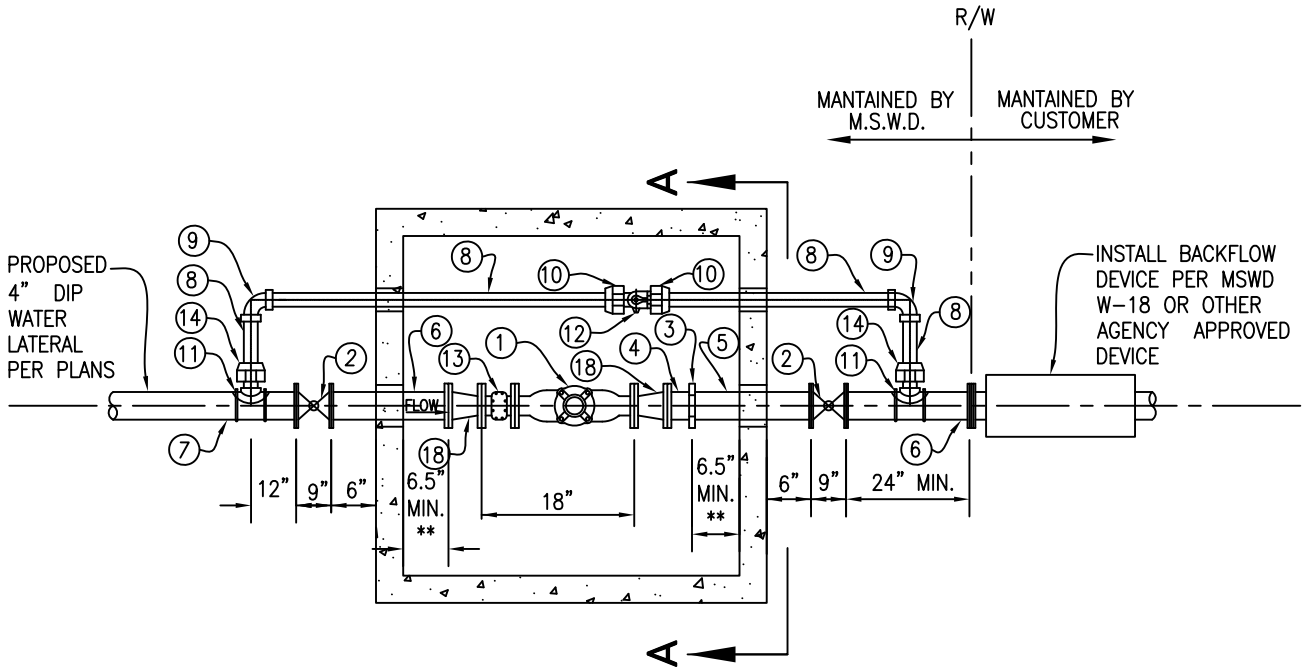 R/W
MANTAINED BY
M.S.W.D.
MANTAINED BY
CUSTOMER
A
PROPOSED
4" DIP
WATER
LATERAL
PER PLANS
INSTALL BACKFLOW
DEVICE PER MSWD
W-18 OR OTHER
AGENCY APPROVED
DEVICE
9
8
10
10
8
9
8
14
11
2
6
13
1
12
18
4
3
5
2
14
11
8
FLOW
7
18
6
12"
9"
6"
6.5"
MIN.
**
18"
6.5"
MIN.
**
6"
9"
24" MIN.
A